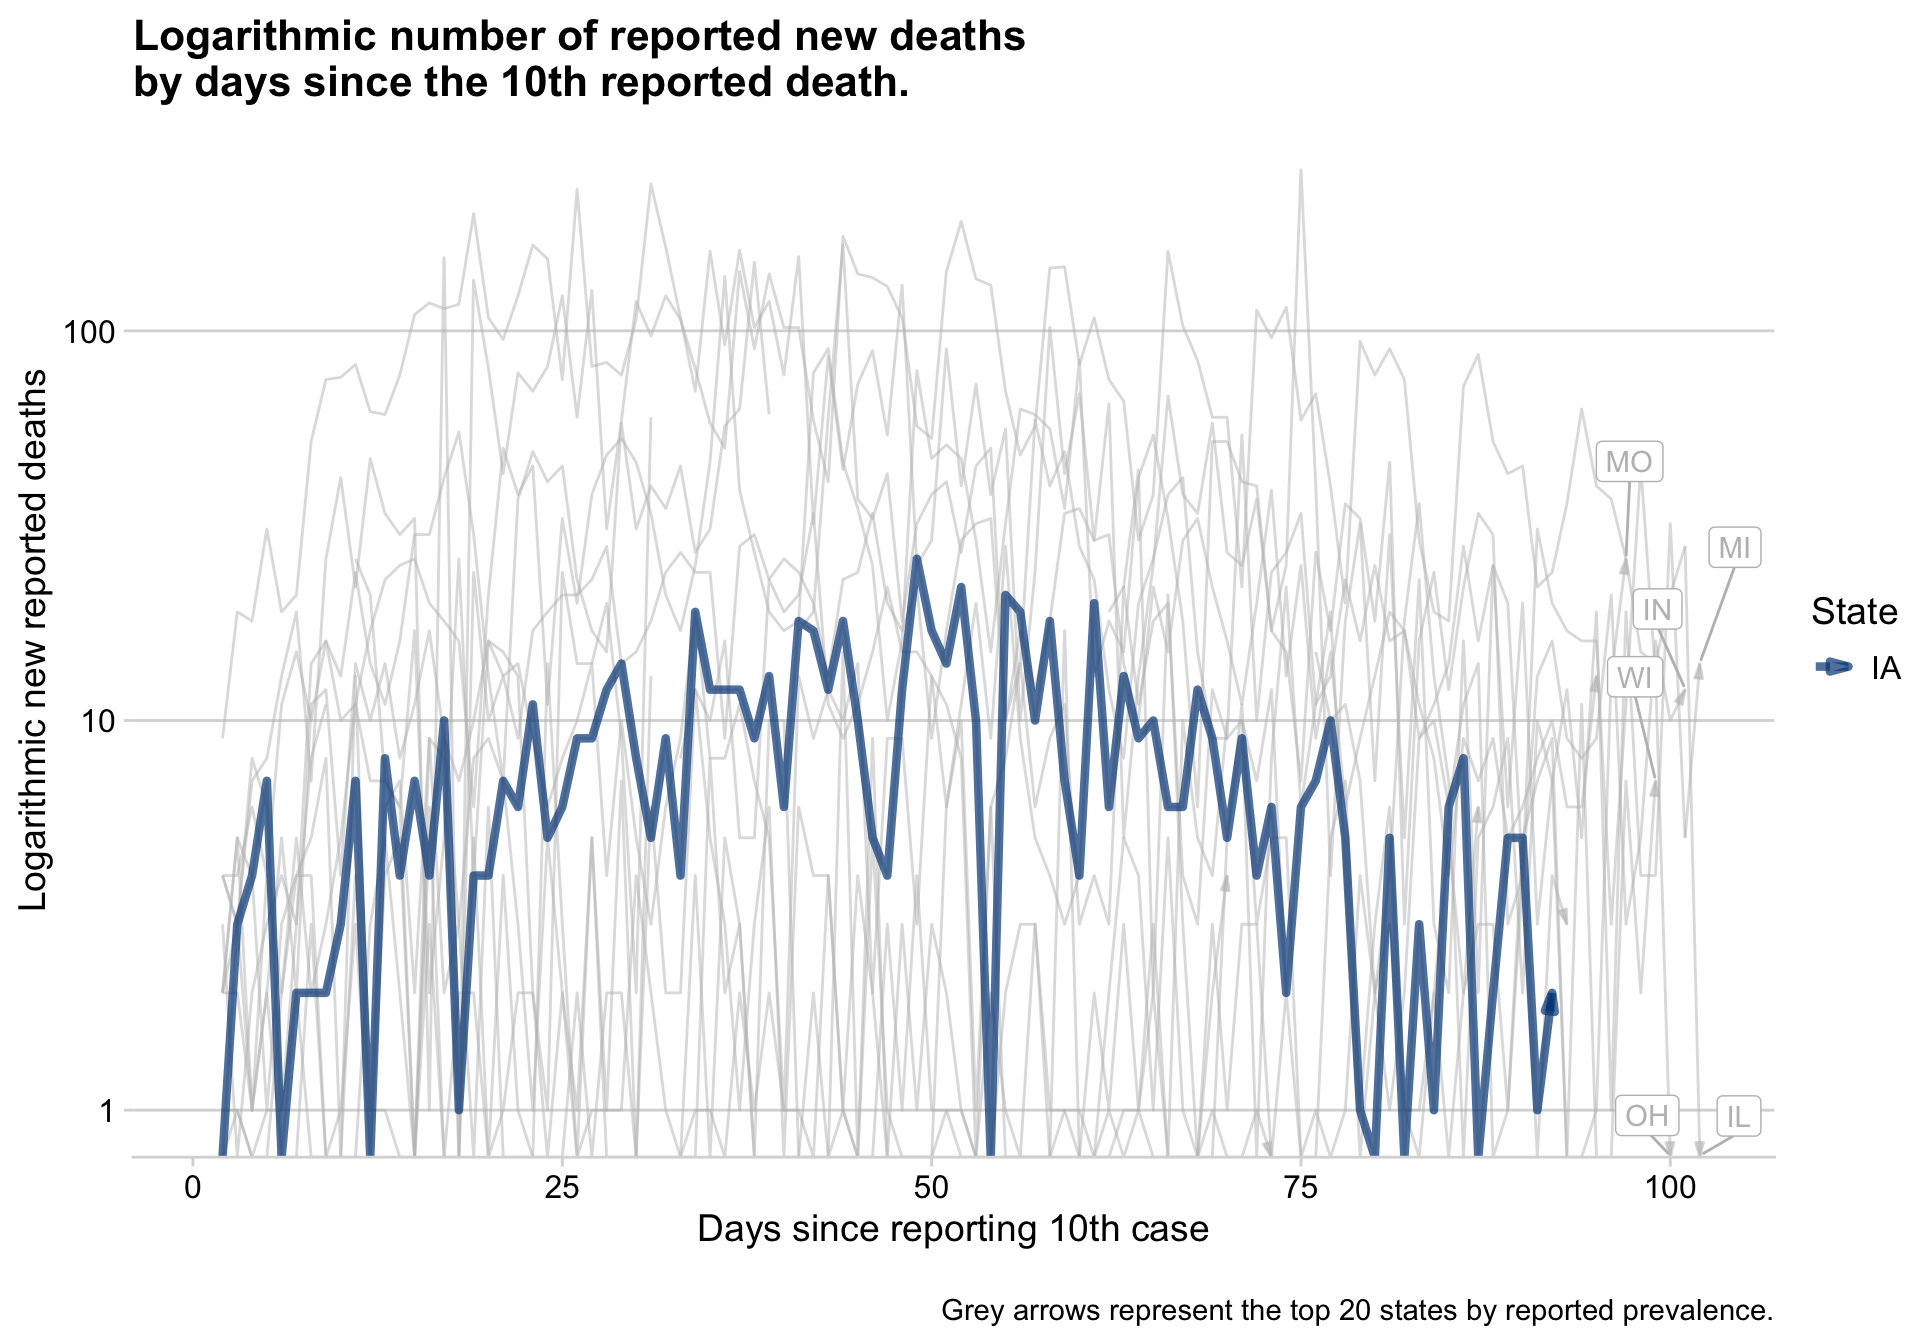 Logarithmic number of reported new deaths
by days since the 10th reported death.
Logarithmic new reported deaths
100
10
1
MO
MI
IN
WI
OH
IL
State
IA
0
25
50
75
100
Days since reporting 10th case
Grey arrows represent the top 20 states by reported prevalence.